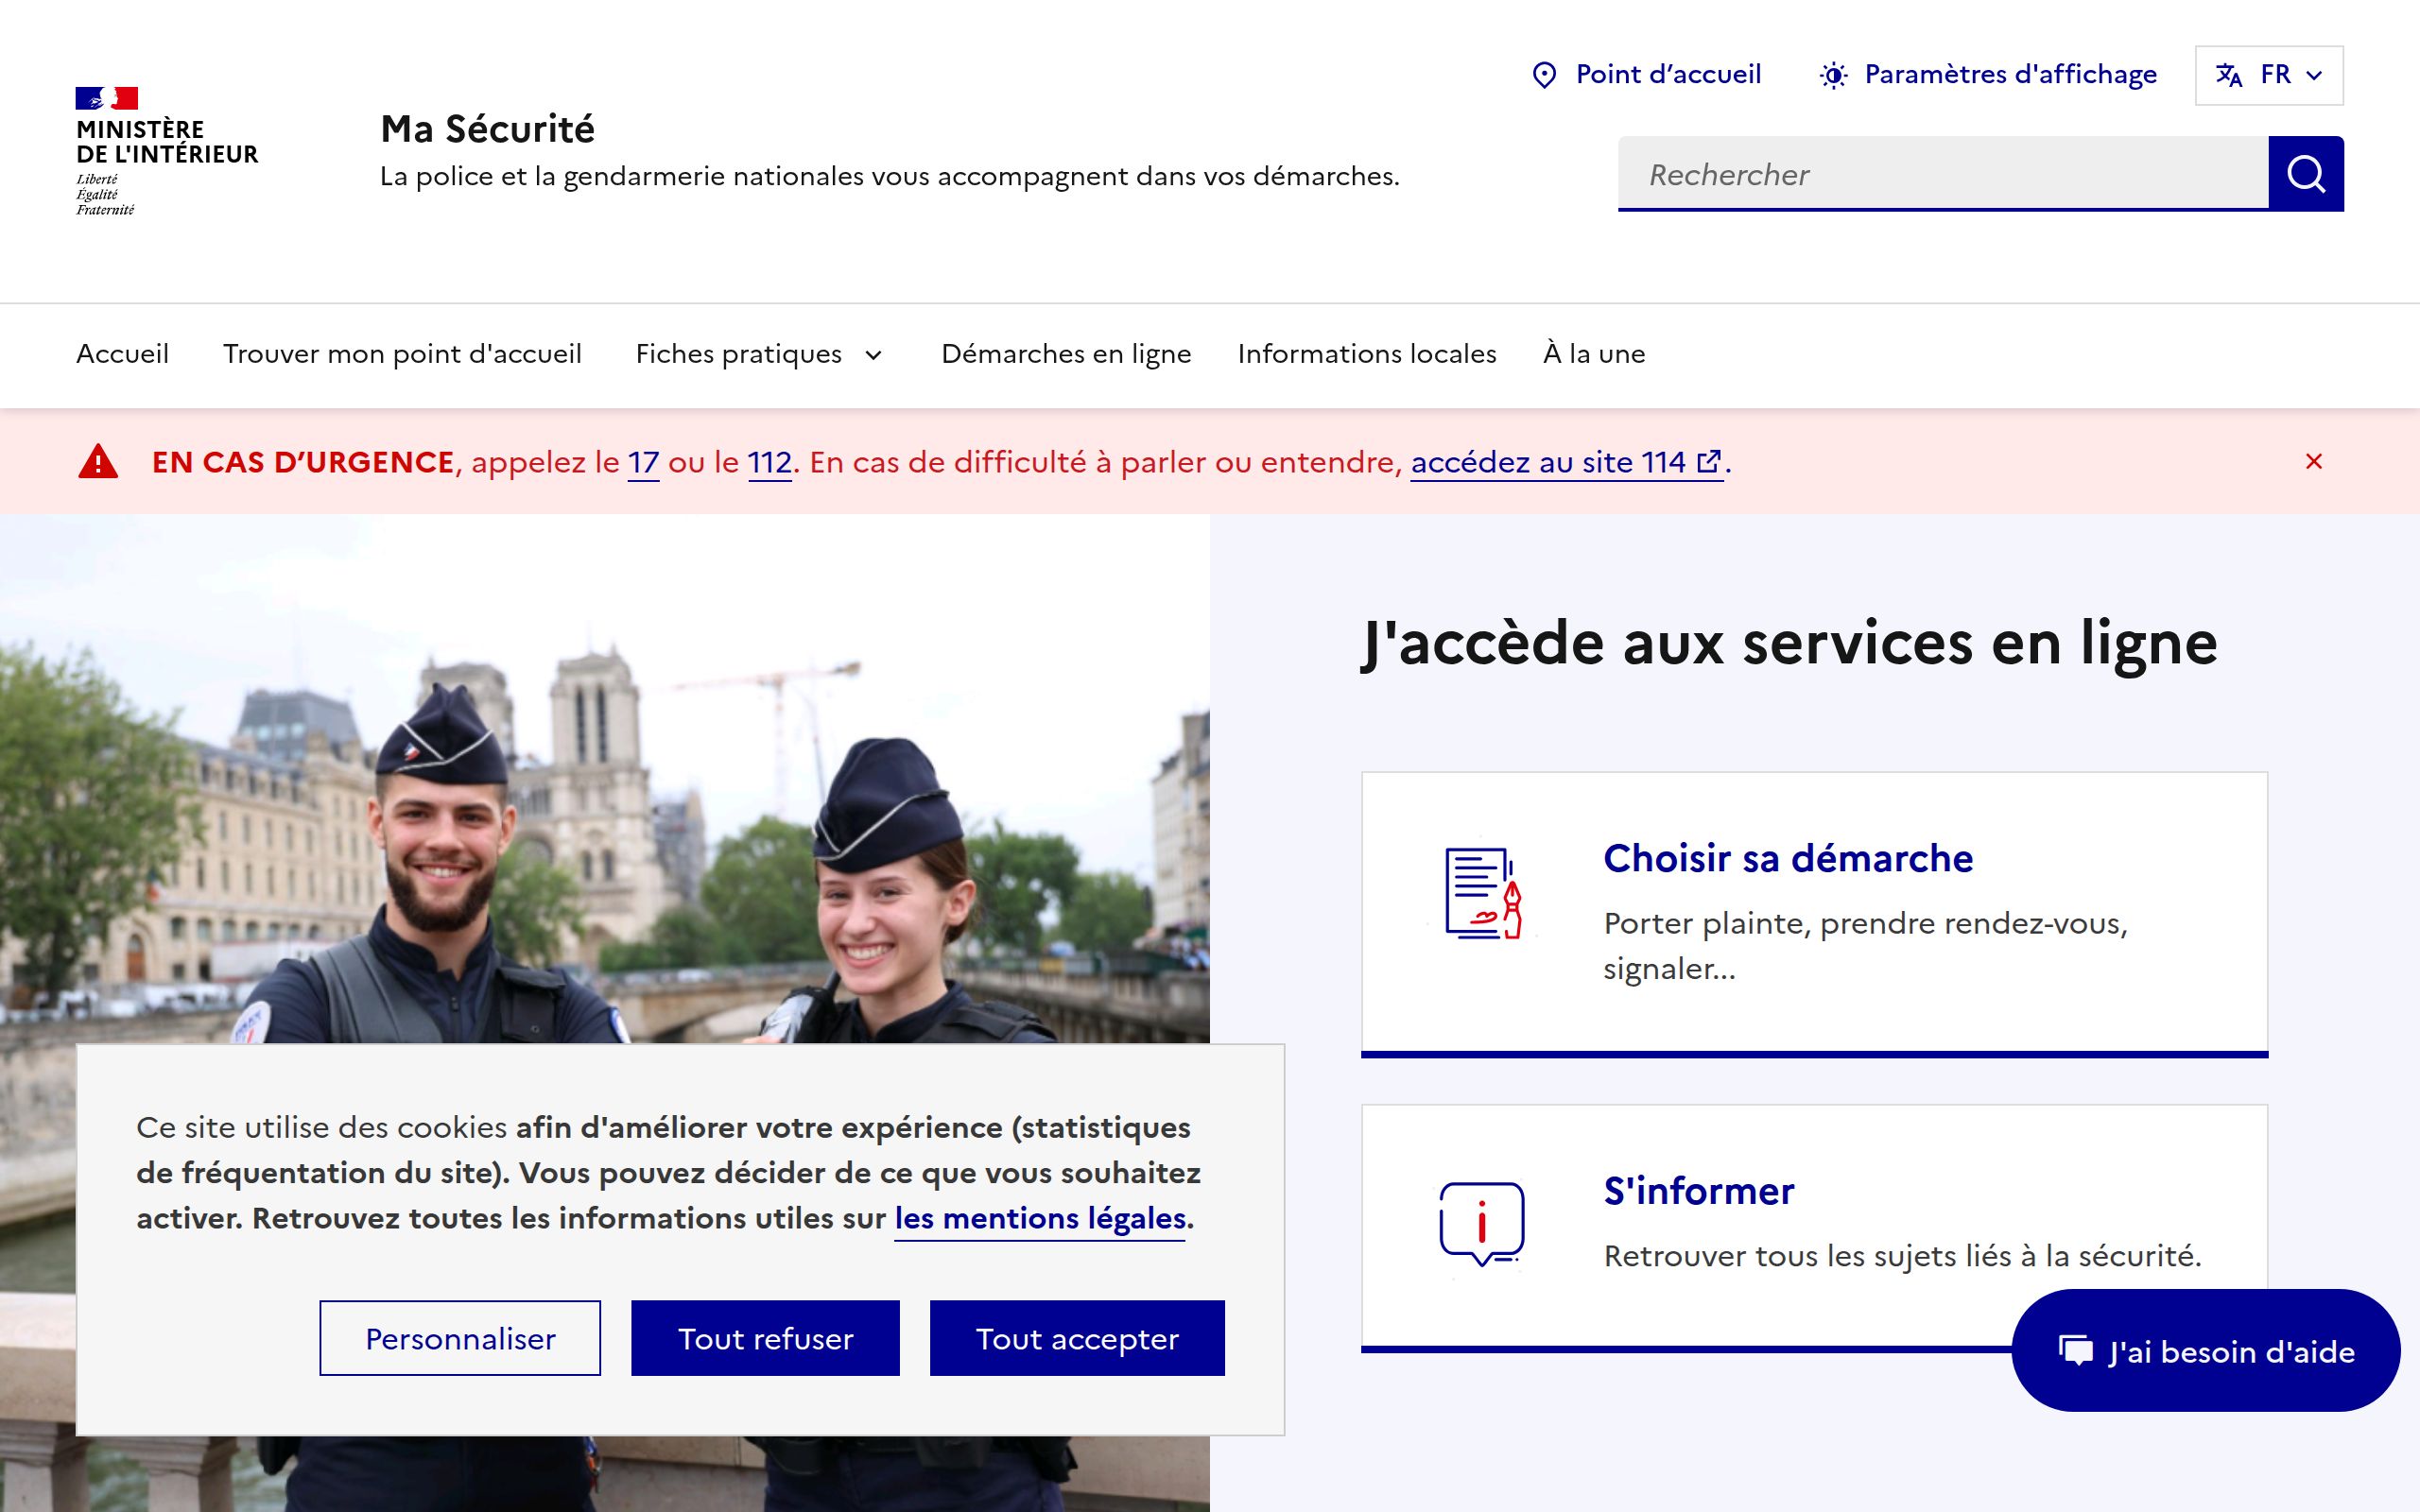 MINISTÈRE
DE L'INTÉRIEUR
Liberté
Égalité
Fraternité
Ma Sécurité
La police et la gendarmerie nationales vous accompagnent dans vos démarches.
Point d’accueil
Paramètres d'affichage
FR
Rechercher
Accueil
Trouver mon point d'accueil
Fiches pratiques
Démarches en ligne
Informations locales
À la une
EN CAS D’URGENCE, appelez le 17 ou le 112. En cas de difficulté à parler ou entendre, accédez au site 114.
J'accède aux services en ligne
Choisir sa démarche
Porter plainte, prendre rendez-vous,
signaler...
S'informer
Retrouver tous les sujets liés à la sécurité.
Ce site utilise des cookies afin d'améliorer votre expérience (statistiques
de fréquentation du site). Vous pouvez décider de ce que vous souhaitez
activer. Retrouvez toutes les informations utiles sur les mentions légales.
Personnaliser
Tout refuser
Tout accepter
J'ai besoin d'aide